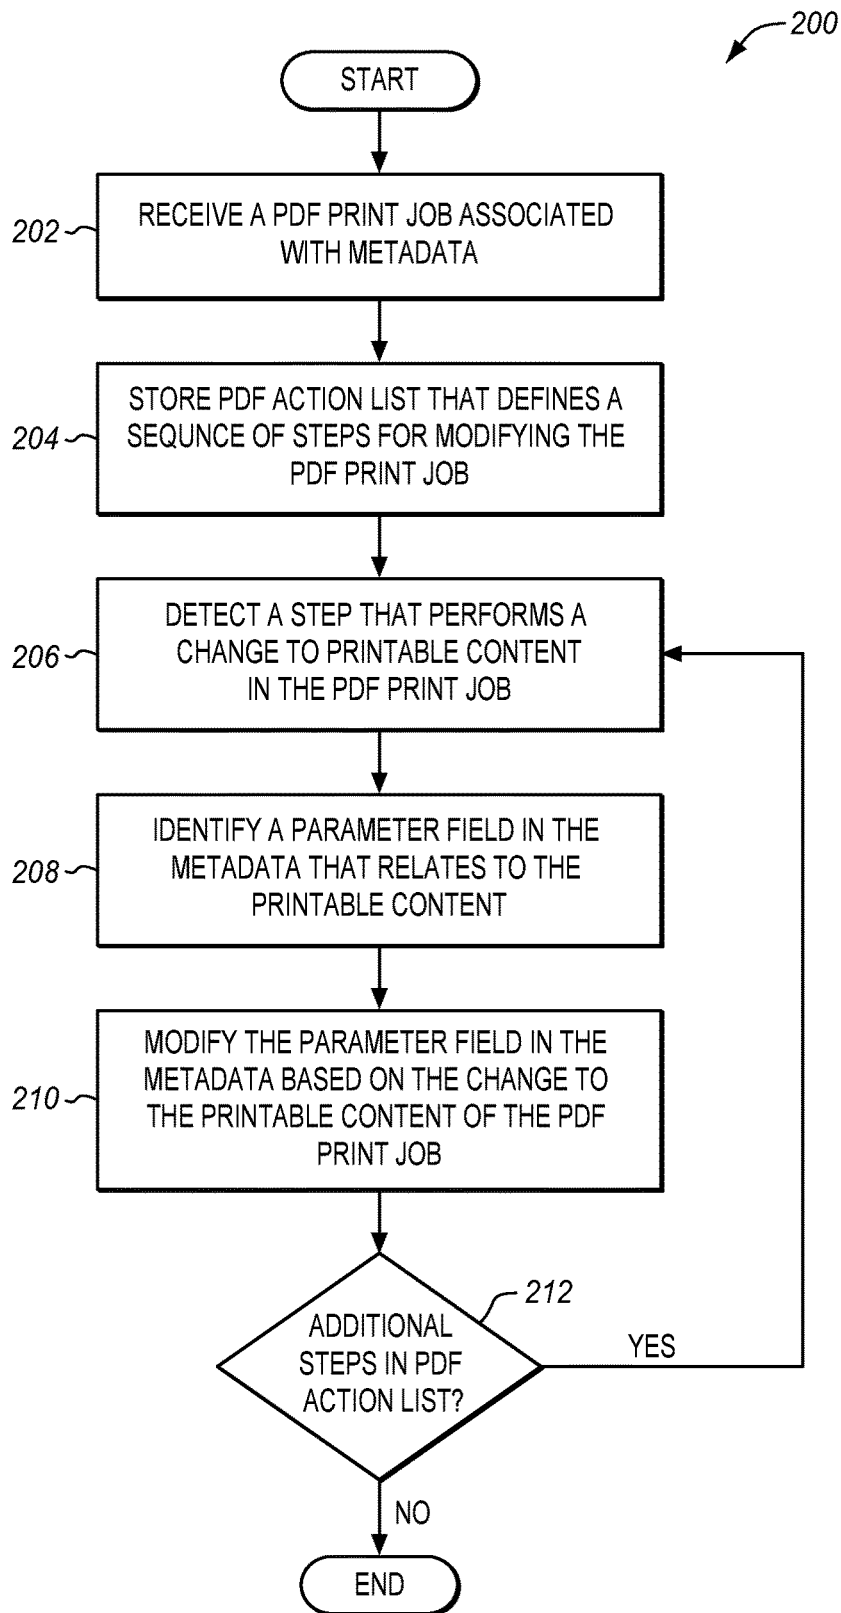 200
START
202
RECEIVE A PDF PRINT JOB ASSOCIATED
WITH METADATA
204
STORE PDF ACTION LIST THAT DEFINES A
SEQUNCE OF STEPS FOR MODIFYING THE
PDF PRINT JOB
206
DETECT A STEP THAT PERFORMS A
CHANGE TO PRINTABLE CONTENT
IN THE PDF PRINT JOB
208
IDENTIFY A PARAMETER FIELD IN THE
METADATA THAT RELATES TO THE
PRINTABLE CONTENT
210
MODIFY THE PARAMETER FIELD IN THE
METADATA BASED ON THE CHANGE TO
THE PRINTABLE CONTENT OF THE PDF
PRINT JOB
212
ADDITIONAL
STEPS IN PDF
ACTION LIST?
YES
NO
END